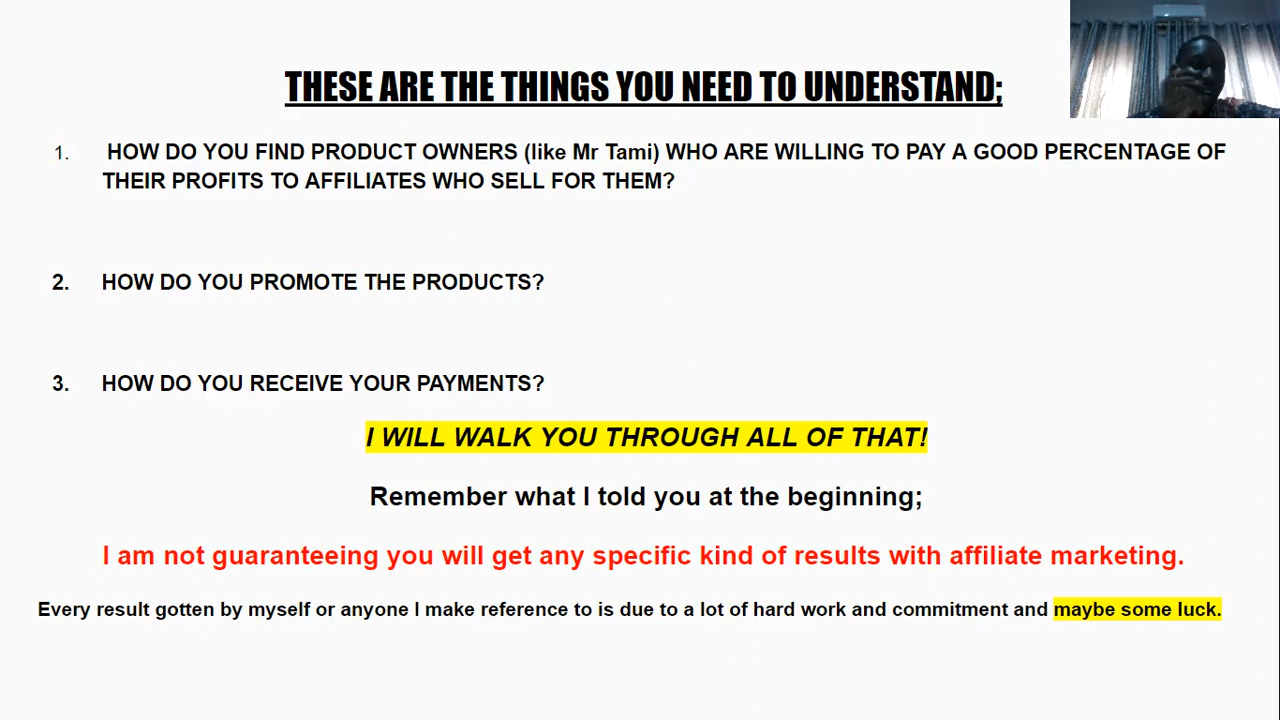 THESE ARE THE THINGS YOU NEED TO UNDERSTAND;
1. HOW DO YOU FIND PRODUCT OWNERS (like Mr Tami) WHO ARE WILLING TO PAY A GOOD PERCENTAGE OF
THEIR PROFITS TO AFFILIATES WHO SELL FOR THEM?
2. HOW DO YOU PROMOTE THE PRODUCTS?
3. HOW DO YOU RECEIVE YOUR PAYMENTS?
I WILL WALK YOU THROUGH ALL OF THAT!
Remember what I told you at the beginning;
I am not guaranteeing you will get any specific kind of results with affiliate marketing.
Every result gotten by myself or anyone I make reference to is due to a lot of hard work and commitment and maybe some luck.